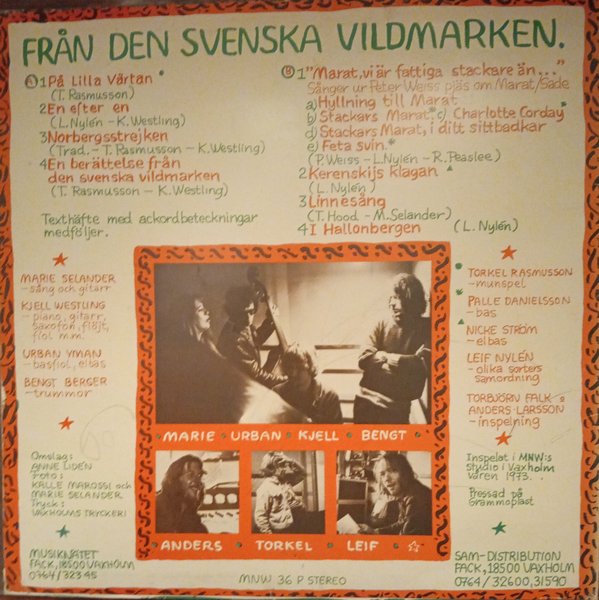 FRÅN DEN SVENSKA VILDMARKEN.
Ⓐ 1 På Lilla Värtan *
(T. Rasmusson)
2 En efter en
(L. Nylén - K. Westling)
3 Norbergsstrejken
(Trad. - T. Rasmusson - K. Westling)
4 En berättelse från
den svenska vildmarken
(T. Rasmusson - K. Westling)
Texthäfte med ackordbeteckningar
medföljer.
Ⓑ 1 "Marat, vi är fattiga stackare än..."
Sånger ur Peter Weiss pjäs om Marat/Sade
a) Hyllning till Marat
b) Stackars Marat. c) Charlotte Corday
d) Stackars Marat, i ditt sittbadkar
e) Feta svin.
(P. Weiss - L. Nylén - R. Peaslee)
2 Kerenskijs klagan
(L. Nylén)
3 Linnésång
(T. Hood - M. Selander)
4 I Hallonbergen (L. Nylén)
MARIE SELANDER
- sång och gitarr
KJELL WESTLING
- piano, gitarr,
saxofon, flöjt,
fiol m.m.
URBAN YMAN
- basfiol, elbas
BENGT BERGER
- trummor
Omslag:
ANNE LIDÉN
Foto:
KALLE MAROSSI och
MARIE SELANDER
Tryck:
VAXHOLMS TRYCKERI
MUSIKNÄTET
FACK, 18500 VAXHOLM
0764/323 45
MARIE URBAN KJELL BENGT
ANDERS TORKEL LEIF
MNW 36 P STEREO
TORKEL RASMUSSON
- munspel
PALLE DANIELSSON
- bas
NICKE STRÖM
- elbas
LEIF NYLÉN
- olika sorters
samordning
TORBJÖRN FALK o
ANDERS LARSSON
- inspelning
Inspelat i MNW:s
studio i Vaxholm
våren 1973.
Pressad på
Grammoplast
SAM-DISTRIBUTION
FACK, 18500 VAXHOLM
0764/32600, 31590